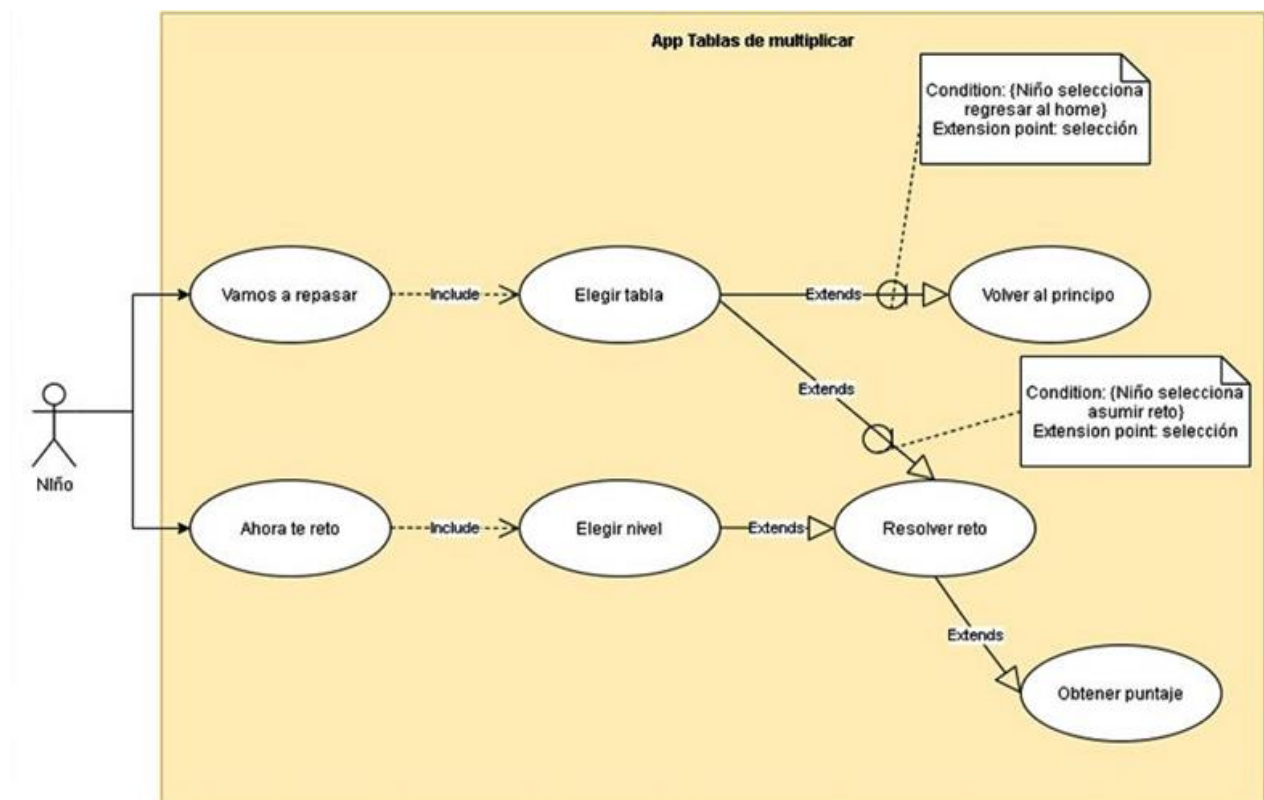 App Tablas de multiplicar
Condition: {Niño selecciona
regresar al home}
Extension point: selección
Vamos a repasar
Include
Elegir tabla
Extends
Volver al principo
Extends
Condition: {Niño selecciona
asumir reto}
Extension point: selección
NIño
Ahora te reto
Include
Elegir nivel
Extends
Resolver reto
Extends
Obtener puntaje